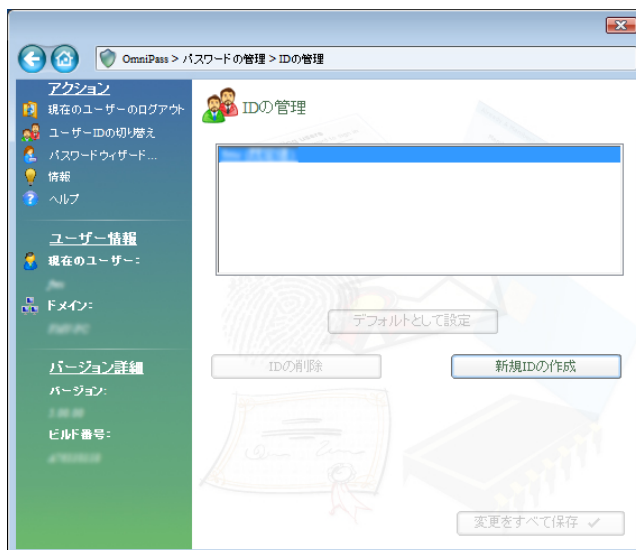 OmniPass > パスワードの管理 > IDの管理
アクション
現在のユーザーのログアウト
ユーザーIDの切り替え
パスワードウィザード...
情報
ヘルプ
ユーザー情報
現在のユーザー:
ドメイン:
バージョン詳細
バージョン:
ビルド番号:
IDの管理
デフォルトとして設定
IDの削除
新規IDの作成
変更をすべて保存